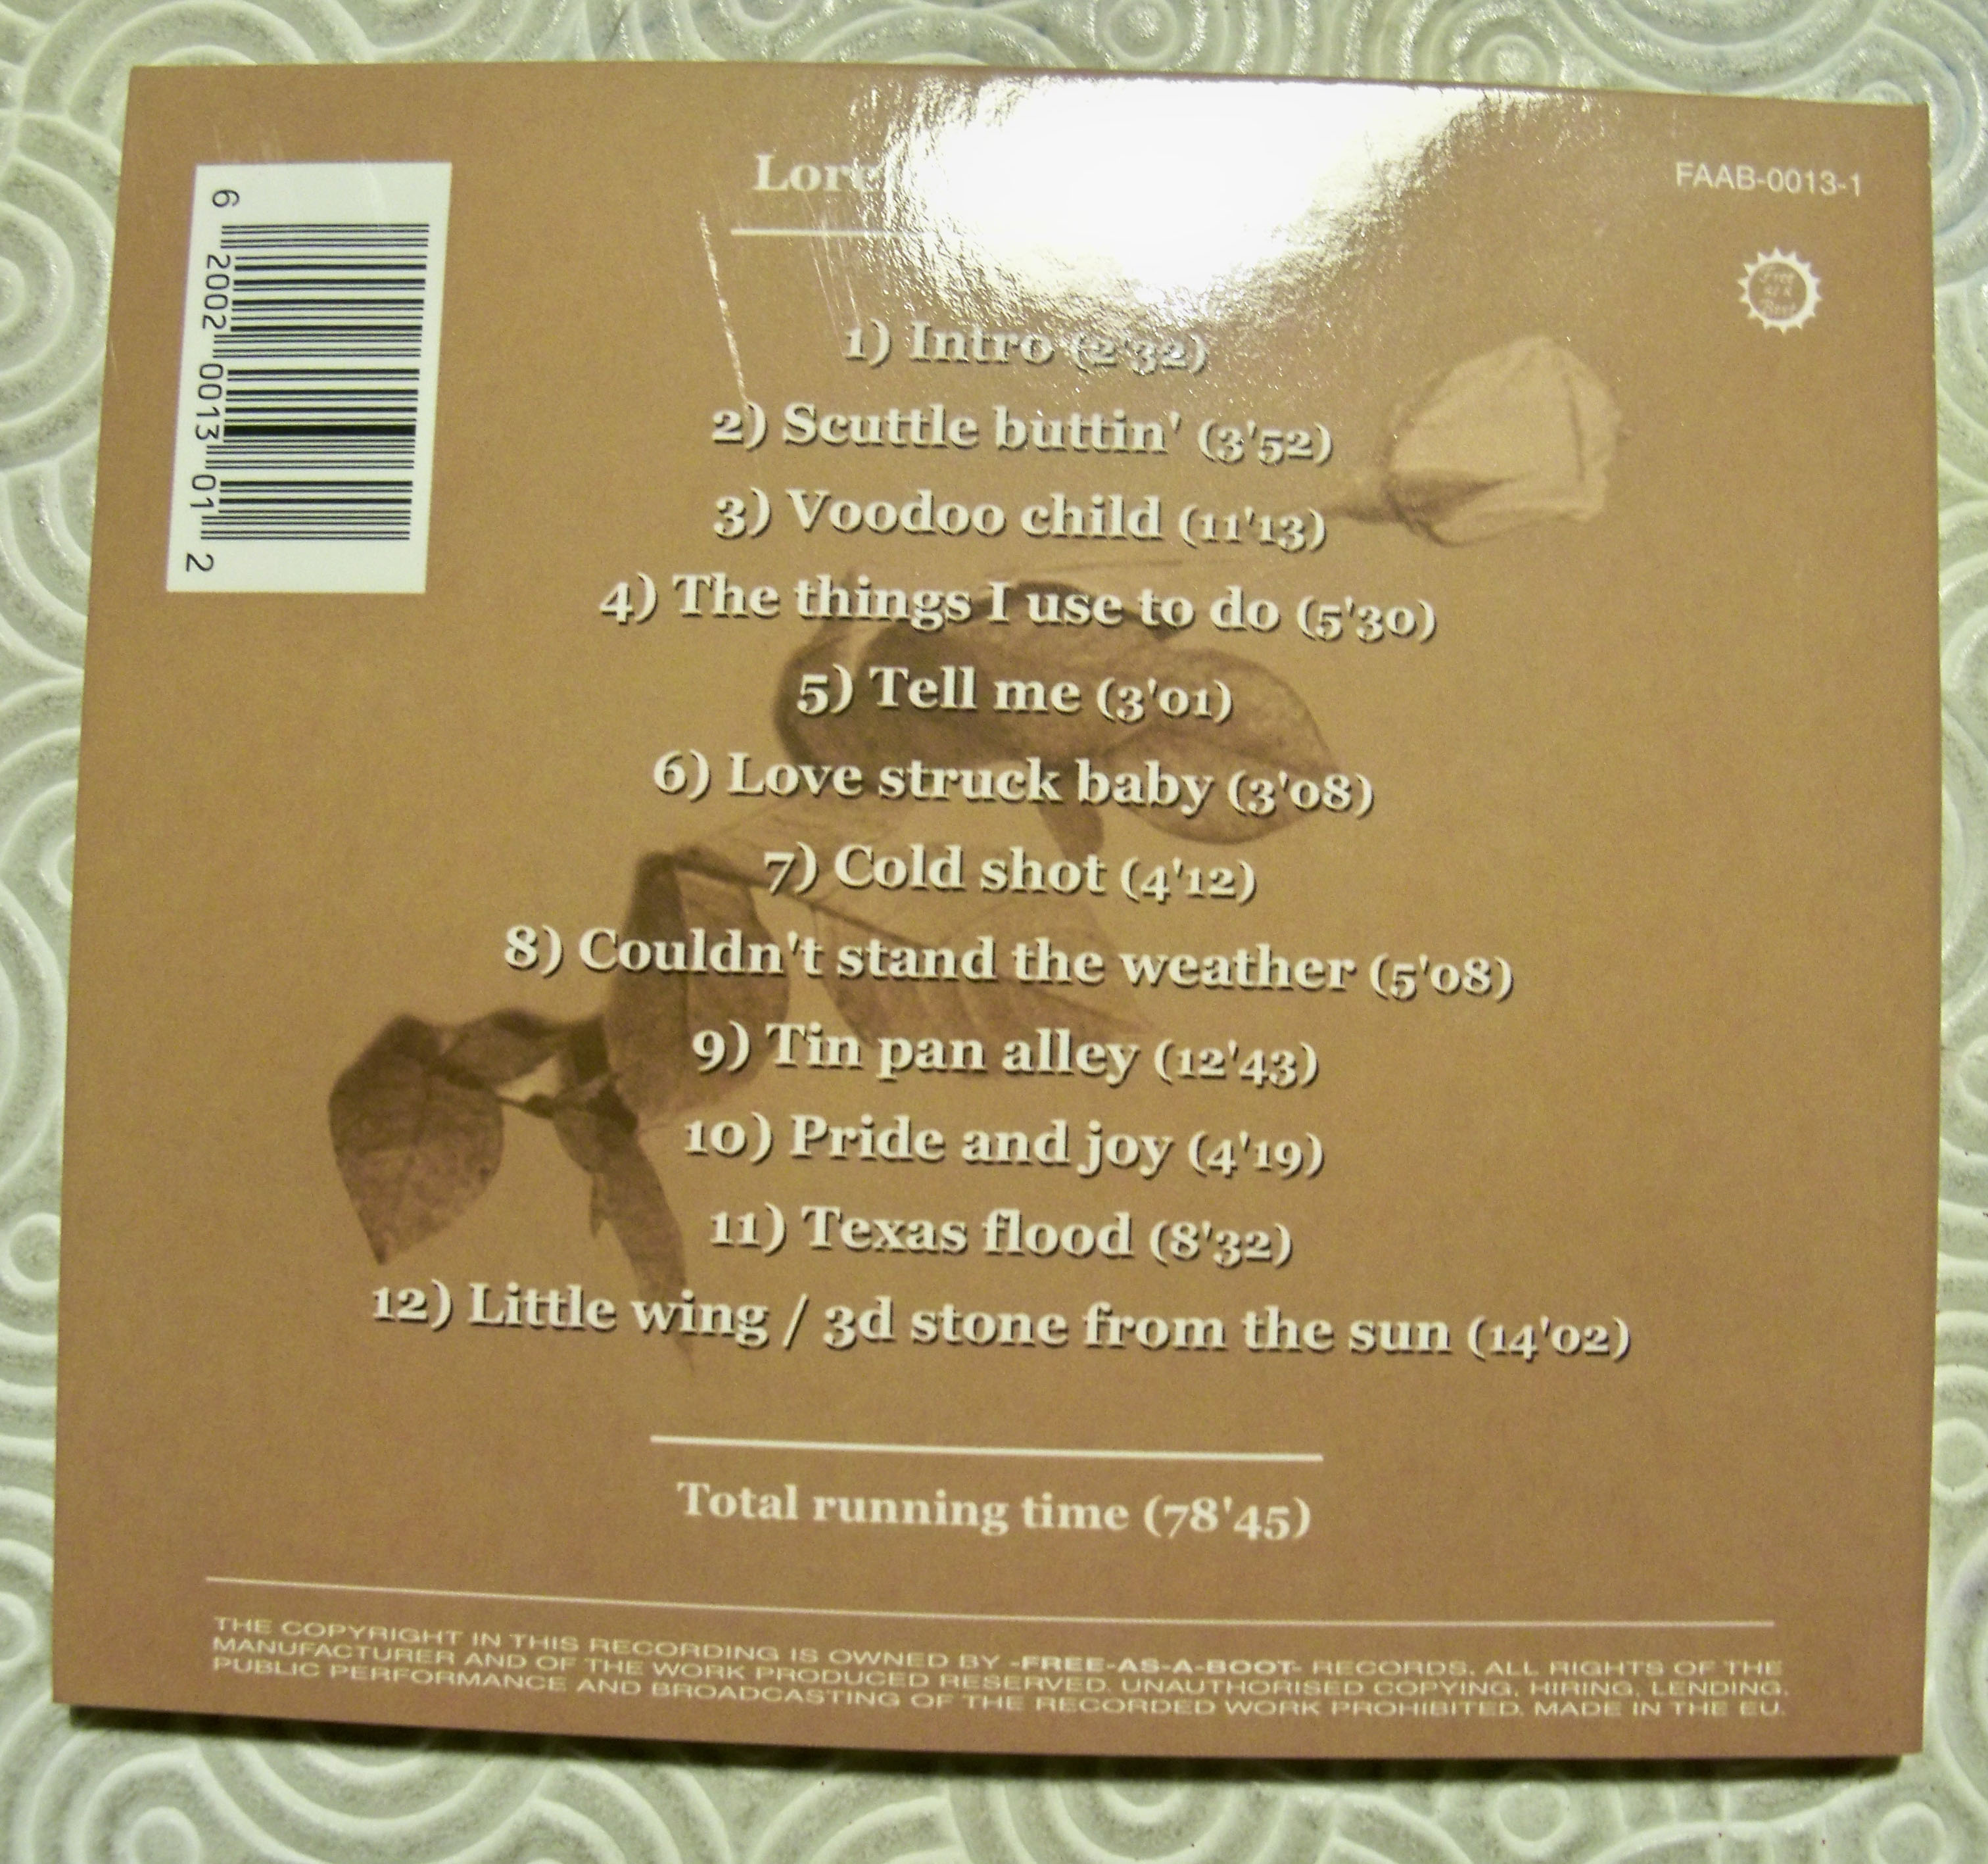 FAAB-0013-1
6 2002 0013 01 2
1) Intro (2'32)
2) Scuttle buttin' (3'52)
3) Voodoo child (11'13)
4) The things I use to do (5'30)
5) Tell me (3'01)
6) Love struck baby (3'08)
7) Cold shot (4'12)
8) Couldn't stand the weather (5'08)
9) Tin pan alley (12'43)
10) Pride and joy (4'19)
11) Texas flood (8'32)
12) Little wing / 3d stone from the sun (14'02)
Total running time (78'45)
THE COPYRIGHT IN THIS RECORDING IS OWNED BY -FREE-AS-A-BOOT- RECORDS. ALL RIGHTS OF THE
MANUFACTURER AND OF THE WORK PRODUCED RESERVED. UNAUTHORISED COPYING, HIRING, LENDING,
PUBLIC PERFORMANCE AND BROADCASTING OF THE RECORDED WORK PROHIBITED. MADE IN THE EU.